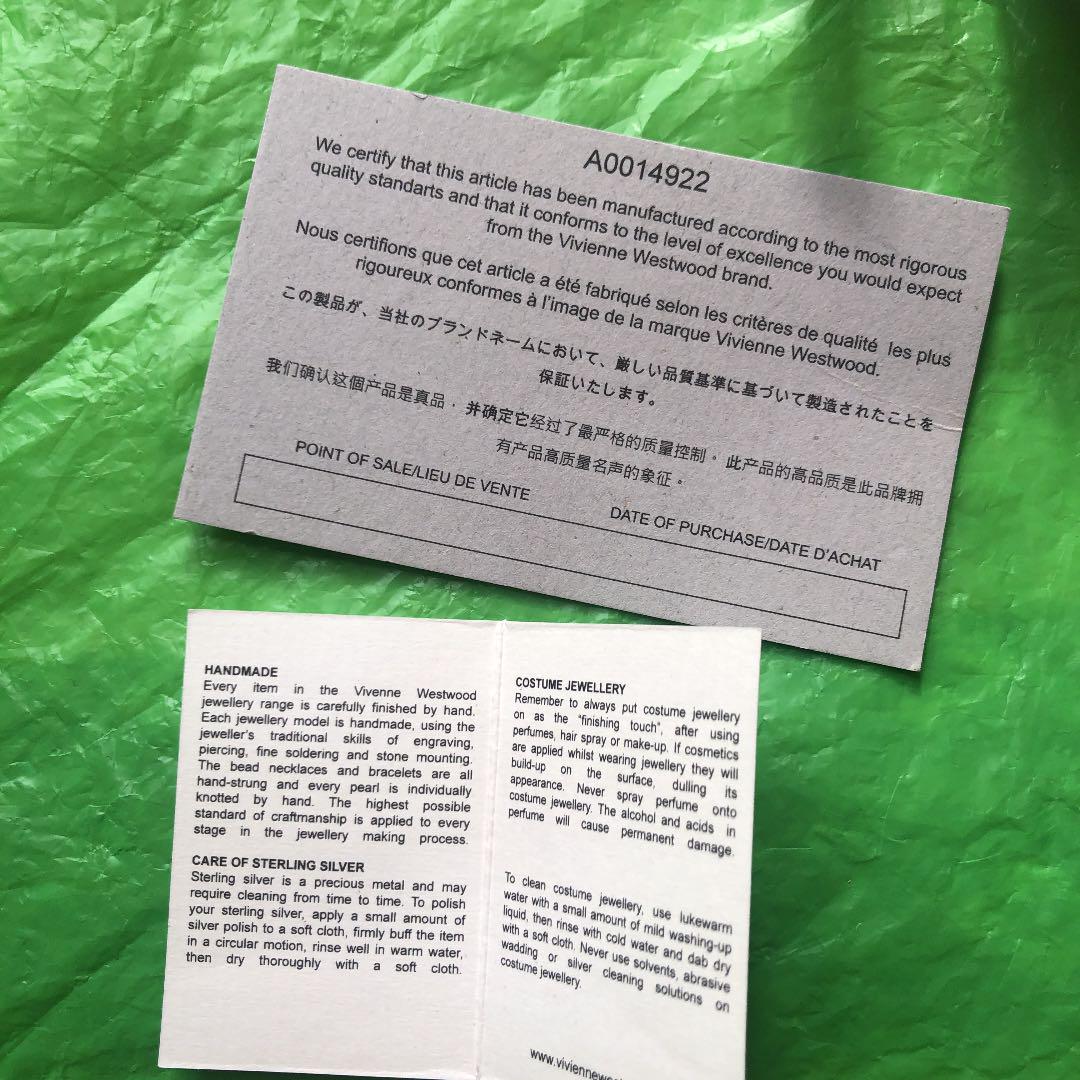 A0014922
We certify that this article has been manufactured according to the most rigorous
quality standarts and that it conforms to the level of excellence you would expect
from the Vivienne Westwood brand.
Nous certifions que cet article a été fabriqué selon les critères de qualité les plus
rigoureux conformes à l'image de la marque Vivienne Westwood.
この製品が、当社のブランドネームにおいて、厳しい品質基準に基づいて製造されたことを
保証いたします。
我们确认这個产品是真品．并确定它经过了最严格的质量控制。此产品的高品质是此品牌拥
有产品高质量名声的象征。
POINT OF SALE/LIEU DE VENTE
DATE OF PURCHASE/DATE D'ACHAT
HANDMADE
Every item in the Vivenne Westwood
jewellery range is carefully finished by hand.
Each jewellery model is handmade, using the
jeweller's traditional skills of engraving,
piercing, fine soldering and stone mounting.
The bead necklaces and bracelets are all
hand-strung and every pearl is individually
knotted by hand. The highest possible
standard of craftmanship is applied to every
stage in the jewellery making process.
CARE OF STERLING SILVER
Sterling silver is a precious metal and may
require cleaning from time to time. To polish
your sterling silver, apply a small amount of
silver polish to a soft cloth, firmly buff the item
in a circular motion, rinse well in warm water,
then dry thoroughly with a soft cloth.
COSTUME JEWELLERY
Remember to always put costume jewellery
on as the "finishing touch", after using
perfumes, hair spray or make-up. If cosmetics
are applied whilst wearing jewellery they will
build-up on the surface, dulling its
appearance. Never spray perfume onto
costume jewellery. The alcohol and acids in
perfume will cause permanent damage.
To clean costume jewellery, use lukewarm
water with a small amount of mild washing-up
liquid, then rinse with cold water and dab dry
with a soft cloth. Never use solvents, abrasive
wadding or silver cleaning solutions on
costume jewellery.